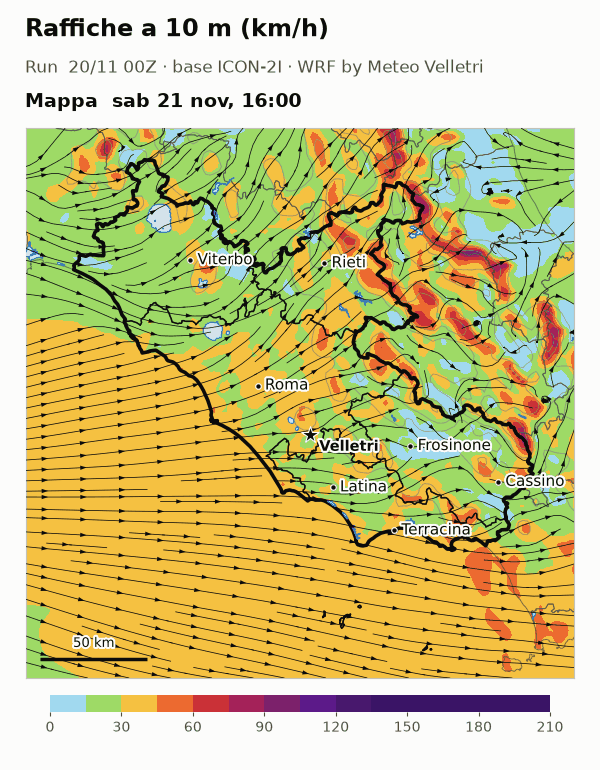 Raffiche a 10 m (km/h)
Run 20/11 00Z · base ICON-2I · WRF by Meteo Velletri
Mappa sab 21 nov, 16:00
Viterbo
Rieti
Roma
Velletri
Frosinone
Cassino
Latina
Terracina
50 km
0 30 60 90 120 150 180 210